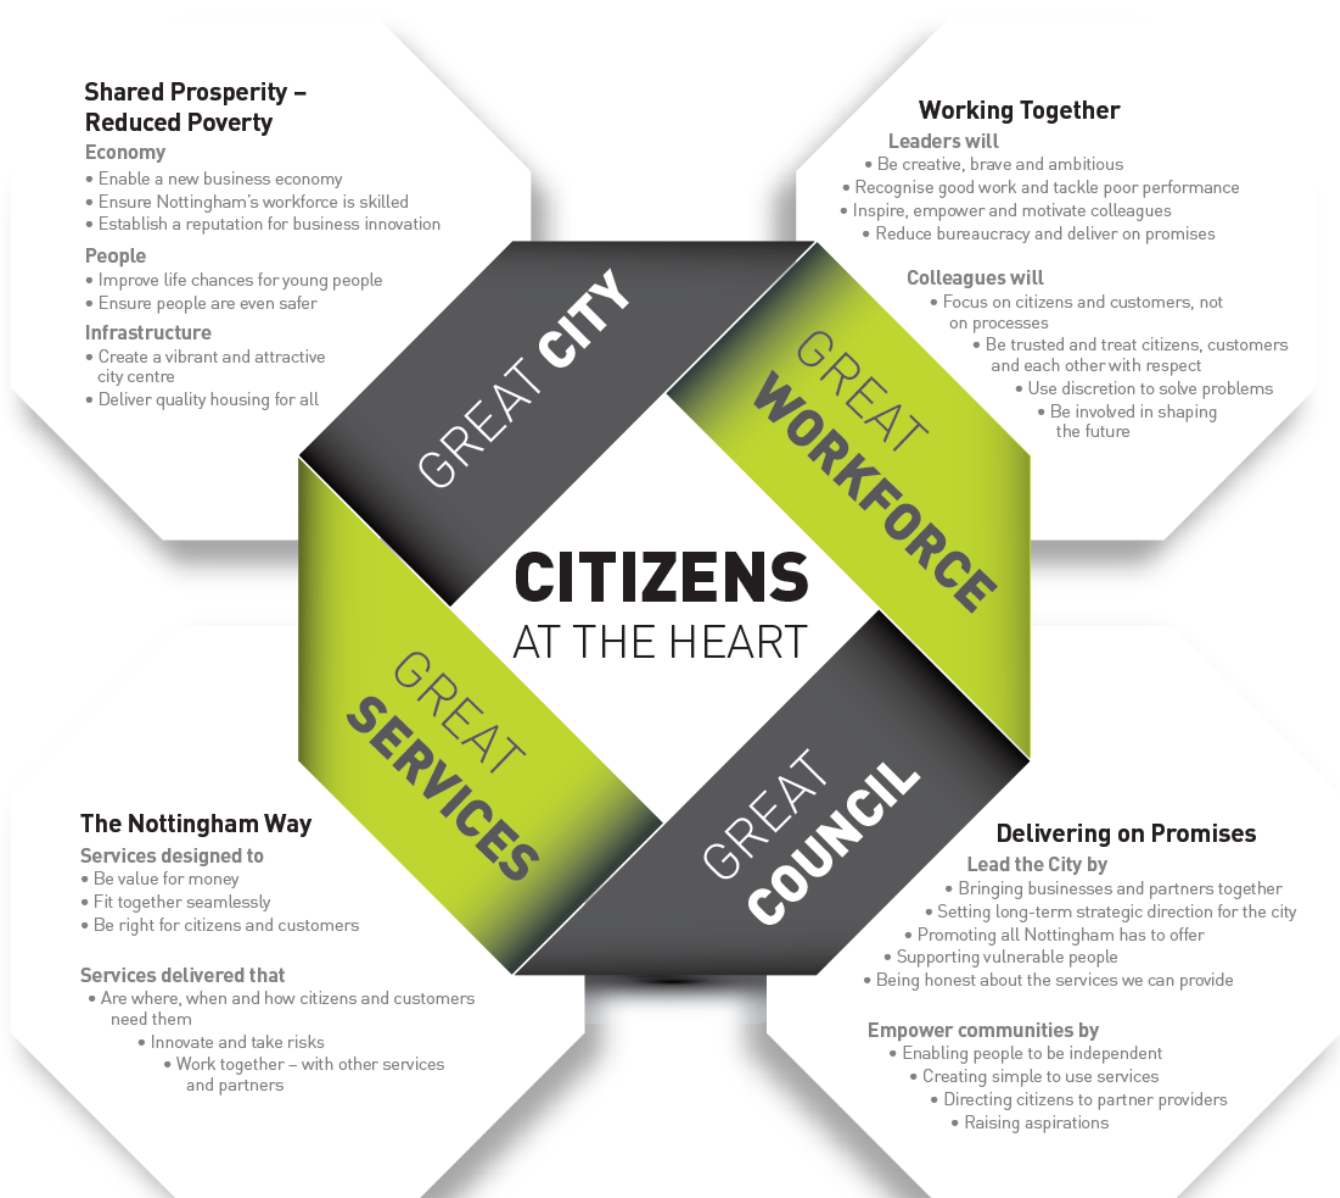 Shared Prosperity –
Reduced Poverty
Economy
• Enable a new business economy
• Ensure Nottingham's workforce is skilled
• Establish a reputation for business innovation
People
• Improve life chances for young people
• Ensure people are even safer
Infrastructure
• Create a vibrant and attractive
city centre
• Deliver quality housing for all
Working Together
Leaders will
• Be creative, brave and ambitious
• Recognise good work and tackle poor performance
• Inspire, empower and motivate colleagues
• Reduce bureaucracy and deliver on promises
Colleagues will
• Focus on citizens and customers, not
on processes
• Be trusted and treat citizens, customers
and each other with respect
• Use discretion to solve problems
• Be involved in shaping
the future
GREAT CITY
GREAT
WORKFORCE
CITIZENS
AT THE HEART
GREAT
SERVICES
GREAT
COUNCIL
The Nottingham Way
Services designed to
• Be value for money
• Fit together seamlessly
• Be right for citizens and customers
Services delivered that
• Are where, when and how citizens and customers
need them
• Innovate and take risks
• Work together – with other services
and partners
Delivering on Promises
Lead the City by
• Bringing businesses and partners together
• Setting long-term strategic direction for the city
• Promoting all Nottingham has to offer
• Supporting vulnerable people
• Being honest about the services we can provide
Empower communities by
• Enabling people to be independent
• Creating simple to use services
• Directing citizens to partner providers
• Raising aspirations